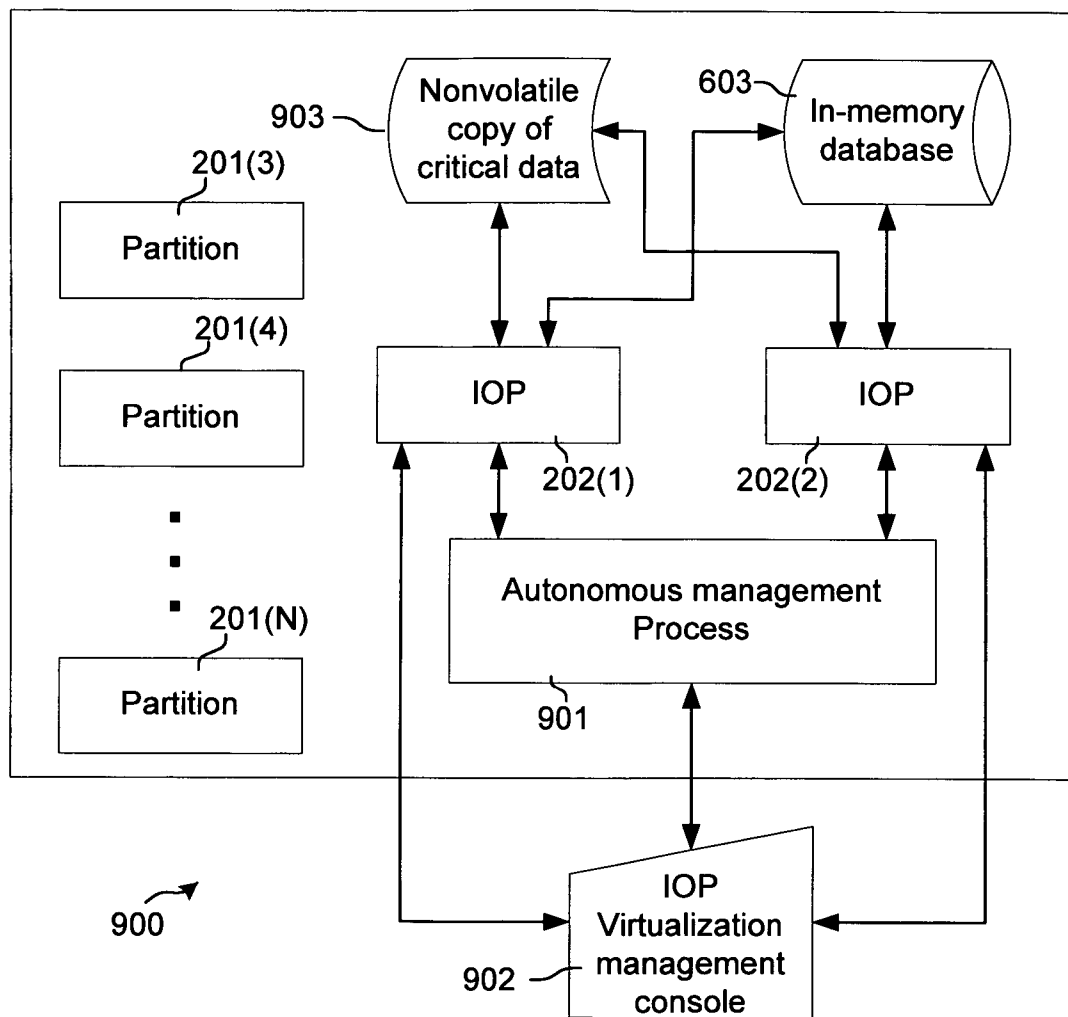 903
Nonvolatile
copy of
critical data
603
In-memory
database
201(3)
Partition
201(4)
Partition
IOP
IOP
202(1)
202(2)
201(N)
Partition
Autonomous management
Process
901
900
IOP
Virtualization
management
console
902